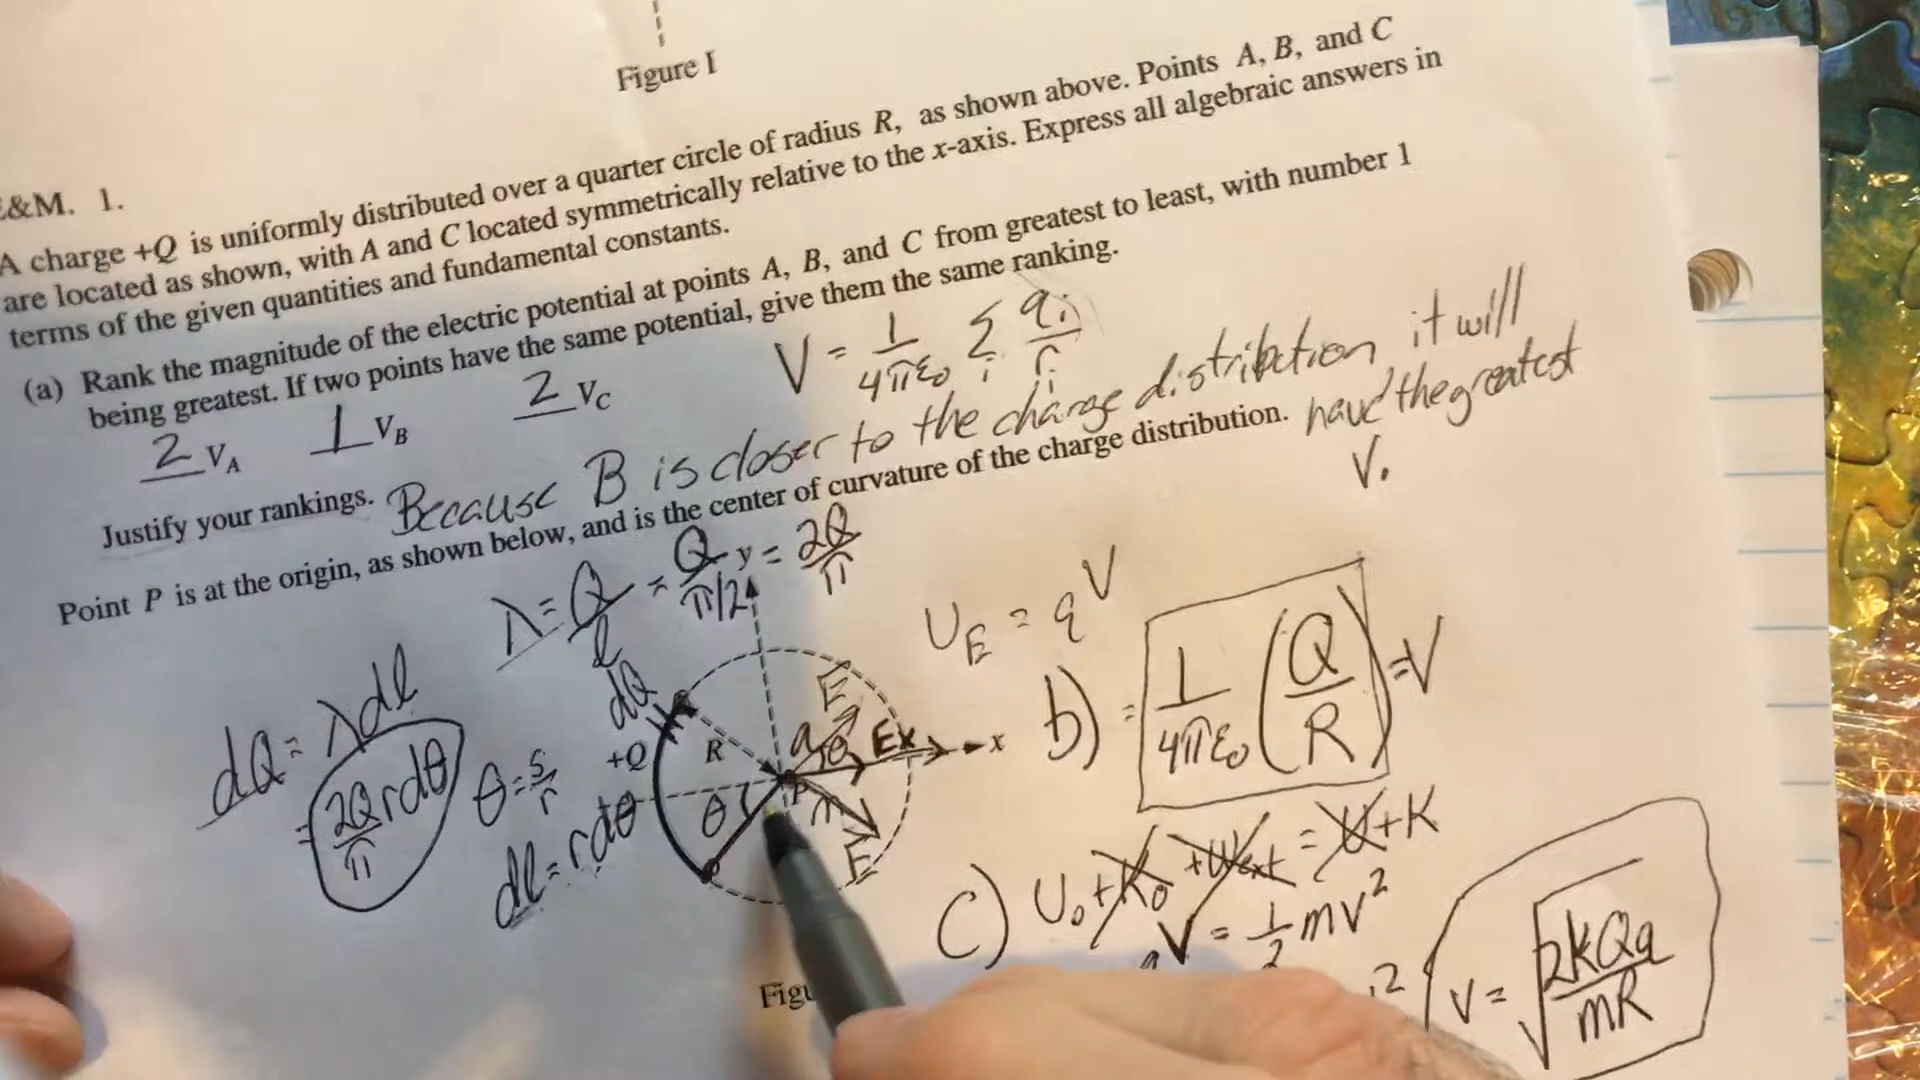 Figure I
E&M. 1.
A charge +Q is uniformly distributed over a quarter circle of radius R, as shown above. Points A, B, and C
are located as shown, with A and C located symmetrically relative to the x-axis. Express all algebraic answers in
terms of the given quantities and fundamental constants.
(a) Rank the magnitude of the electric potential at points A, B, and C from greatest to least, with number 1
being greatest. If two points have the same potential, give them the same ranking.
V = 1/4πε₀ Σᵢ qᵢ/rᵢ
2 V_A 1 V_B 2 V_C
Justify your rankings. Because B is closer to the charge distribution it will
have the greatest
V.
Point P is at the origin, as shown below, and is the center of curvature of the charge distribution.
λ = Q/l = Q/π/2 = 2Q/π
y
dQ = λdl
= 2Q/π rdθ
θ = s/r
dl = rdθ
dQ
+Q
R
θ
q
θ
E
Ex
x
P
m
E
U_E = qV
b) = 1/4πε₀ (Q/R) = V
c) U₀ + K₀ + Wext = U + K
qV = 1/2 mv²
v = √2kQq/mR
Figu